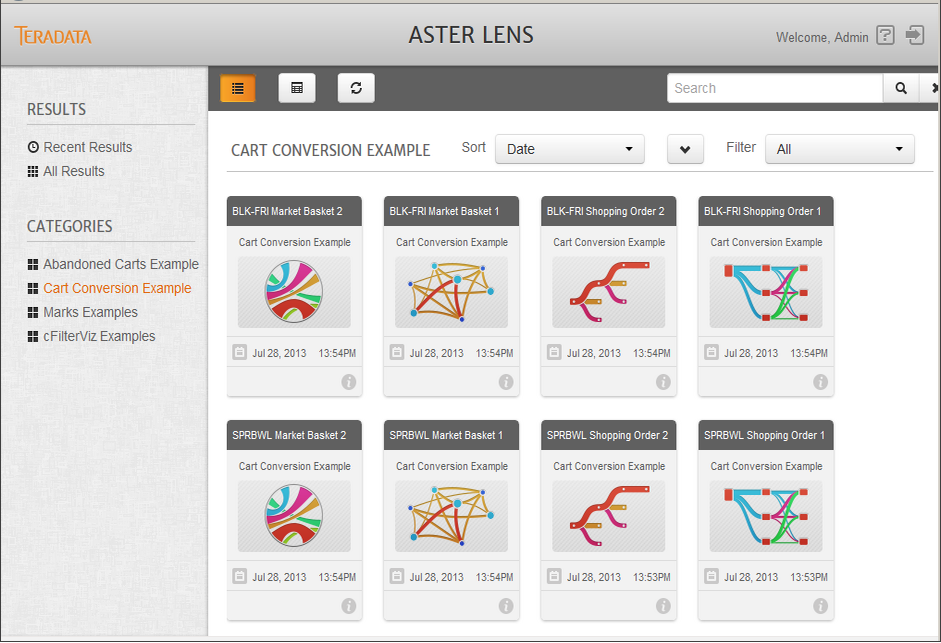 TERADATA
ASTER LENS
Welcome, Admin
RESULTS
Recent Results
All Results
CATEGORIES
Abandoned Carts Example
Cart Conversion Example
Marks Examples
cFilterViz Examples
Search
CART CONVERSION EXAMPLE
Sort
Date
Filter
All
BLK-FRI Market Basket 2
Cart Conversion Example
Jul 28, 2013 13:54PM
BLK-FRI Market Basket 1
Cart Conversion Example
Jul 28, 2013 13:54PM
BLK-FRI Shopping Order 2
Cart Conversion Example
Jul 28, 2013 13:54PM
BLK-FRI Shopping Order 1
Cart Conversion Example
Jul 28, 2013 13:54PM
SPRBWL Market Basket 2
Cart Conversion Example
Jul 28, 2013 13:54PM
SPRBWL Market Basket 1
Cart Conversion Example
Jul 28, 2013 13:54PM
SPRBWL Shopping Order 2
Cart Conversion Example
Jul 28, 2013 13:53PM
SPRBWL Shopping Order 1
Cart Conversion Example
Jul 28, 2013 13:53PM